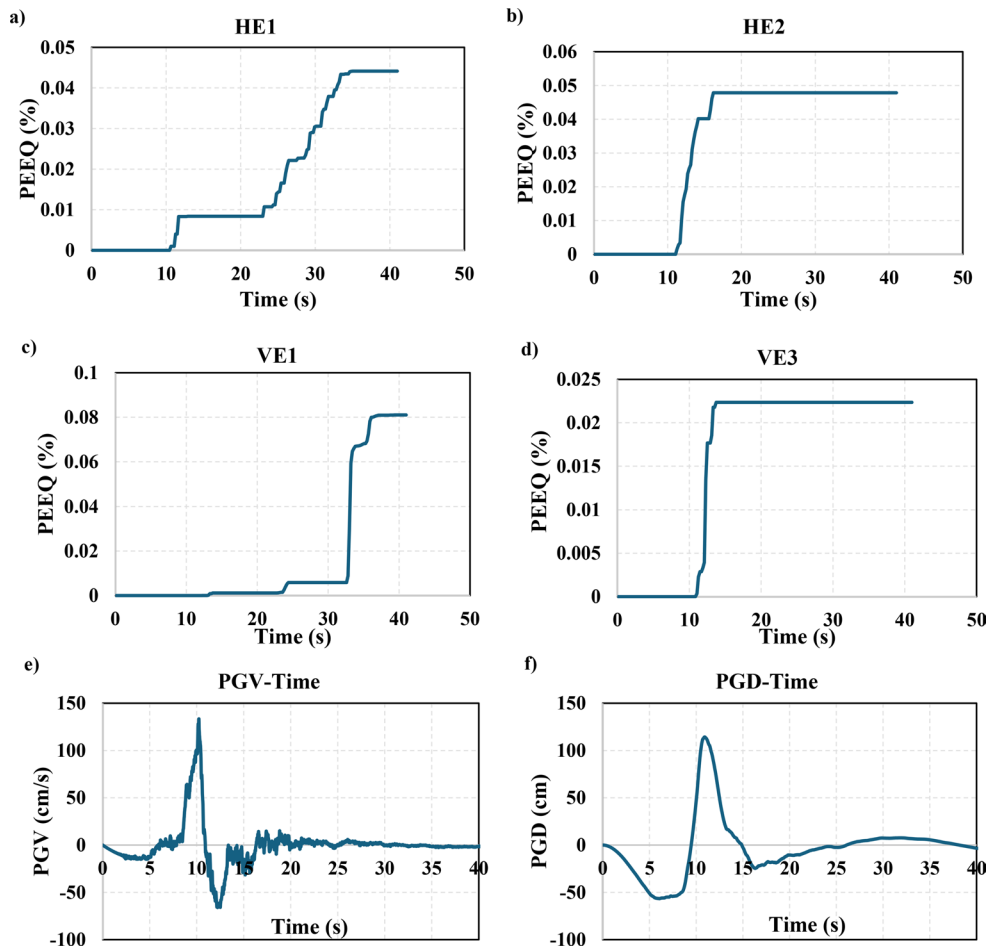 a)
HE1
0.05
0.04
0.03
0.02
0.01
0
PEEQ (%)
0 10 20 30 40 50
Time (s)
b)
HE2
0.06
0.05
0.04
0.03
0.02
0.01
0
PEEQ (%)
0 10 20 30 40 50
Time (s)
c)
VE1
0.1
0.08
0.06
0.04
0.02
0
PEEQ (%)
0 10 20 30 40 50
Time (s)
d)
VE3
0.025
0.02
0.015
0.01
0.005
0
PEEQ (%)
0 10 20 30 40 50
Time (s)
e)
PGV-Time
150
100
50
0
-50
-100
PGV (cm/s)
0 5 10 15 20 25 30 35 40
Time (s)
f)
PGD-Time
150
100
50
0
-50
-100
PGD (cm)
0 5 10 15 20 25 30 35 40
Time (s)